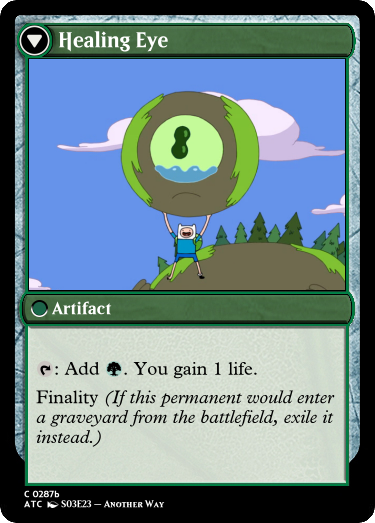 Healing Eye
Artifact
: Add . You gain 1 life.
Finality (If this permanent would enter
a graveyard from the battlefield, exile it
instead.)
C 0287b
ATC S03E23 — Another Way